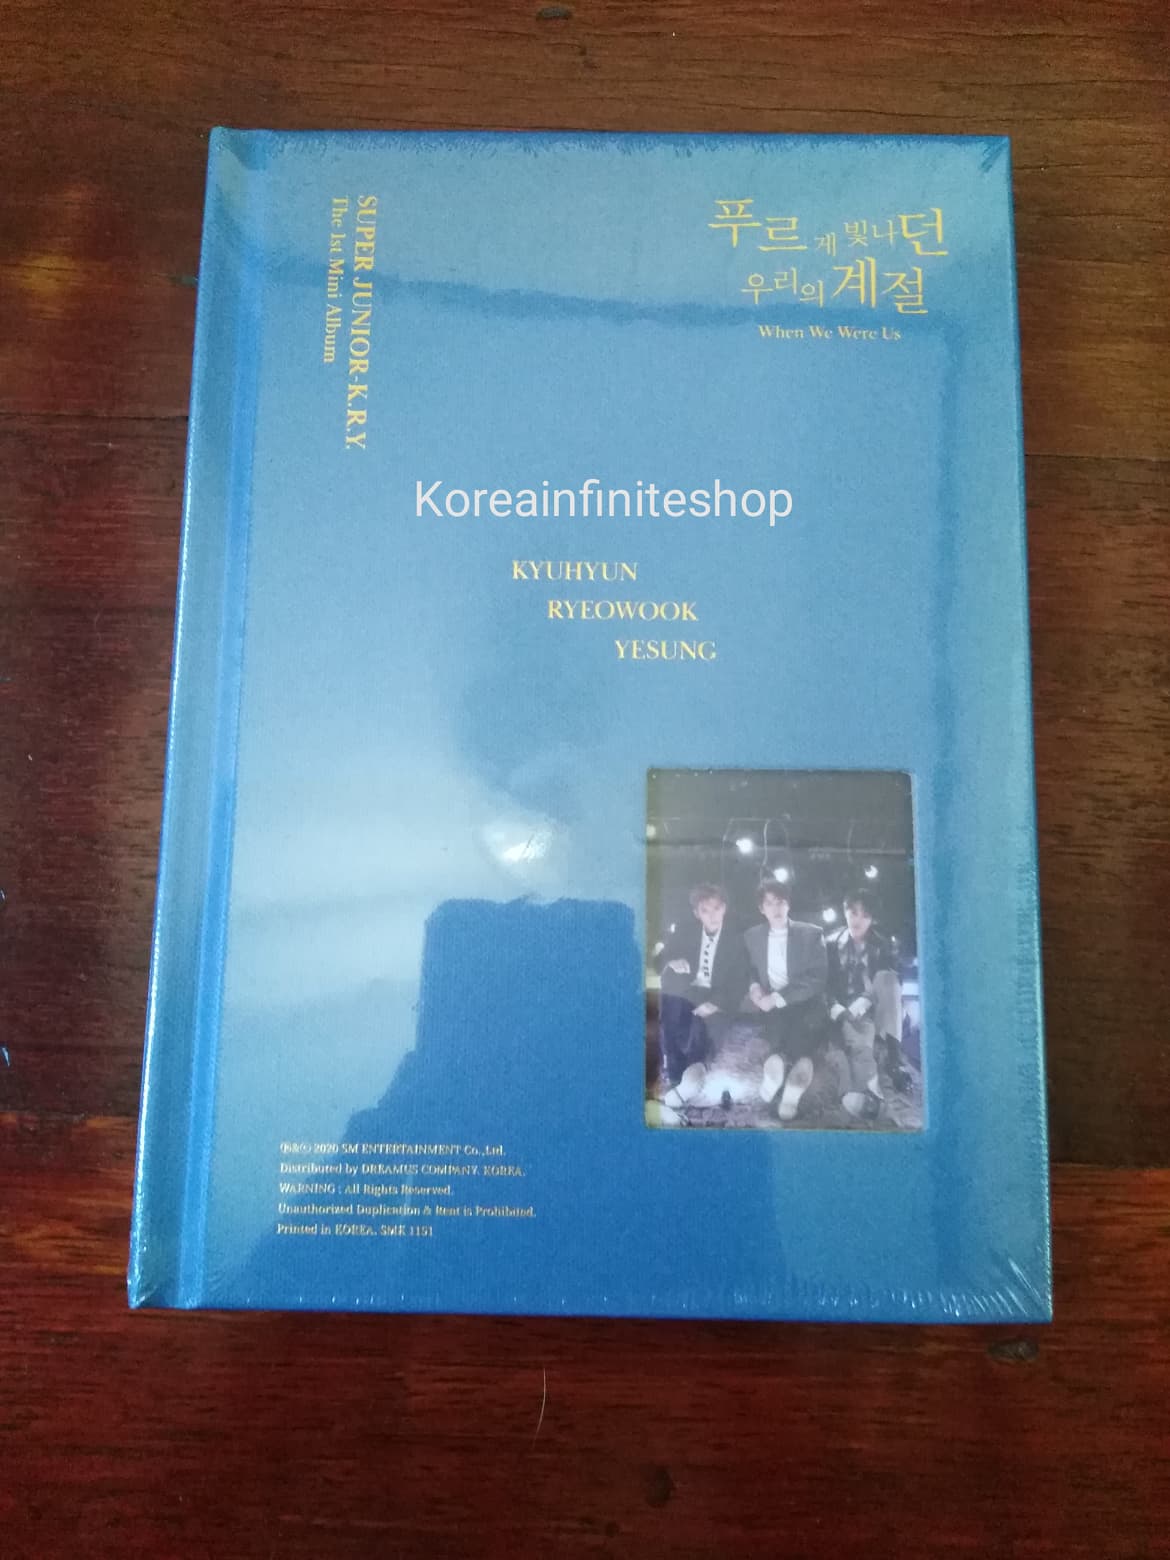 푸르게 빛나던
우리의 계절
When We Were Us
SUPER JUNIOR-K.R.Y.
The 1st Mini Album
Koreainfiniteshop
KYUHYUN
RYEOWOOK
YESUNG
℗&© 2020 SM ENTERTAINMENT Co.,Ltd.
Distributed by DREAMUS COMPANY. KOREA.
WARNING : All Rights Reserved.
Unauthorized Duplication & Rent is Prohibited.
Printed in KOREA. SMK 1151